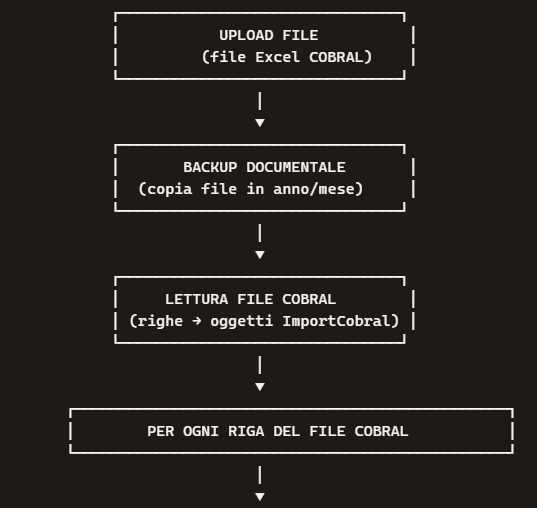 UPLOAD FILE
(file Excel COBRAL)
BACKUP DOCUMENTALE
(copia file in anno/mese)
LETTURA FILE COBRAL
(righe → oggetti ImportCobral)
PER OGNI RIGA DEL FILE COBRAL